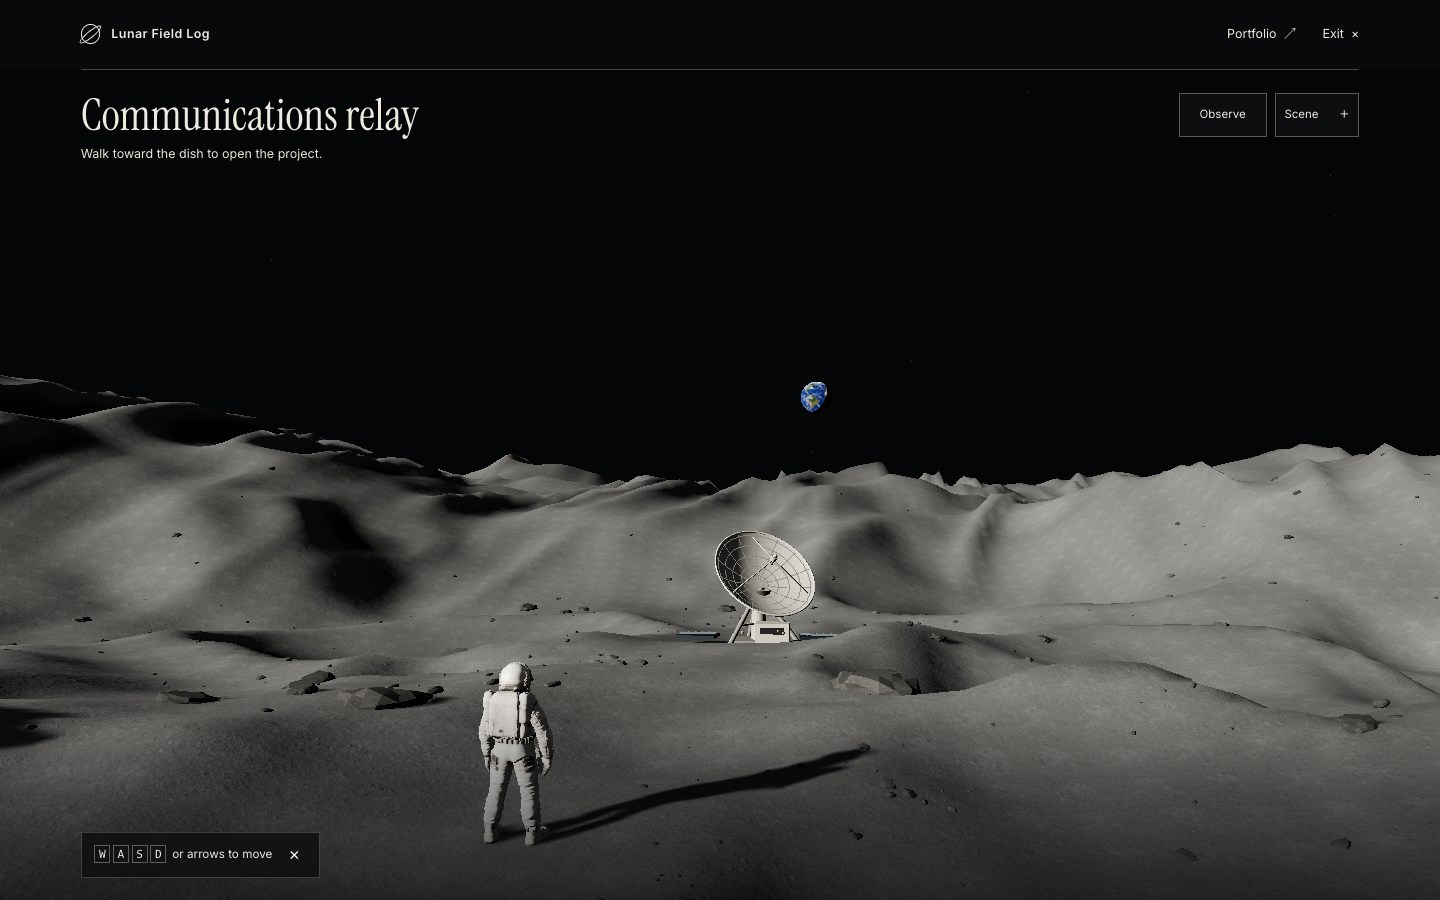 Lunar Field Log
Portfolio ↗ Exit ×
Communications relay
Walk toward the dish to open the project.
Observe
Scene +
W A S D or arrows to move ×